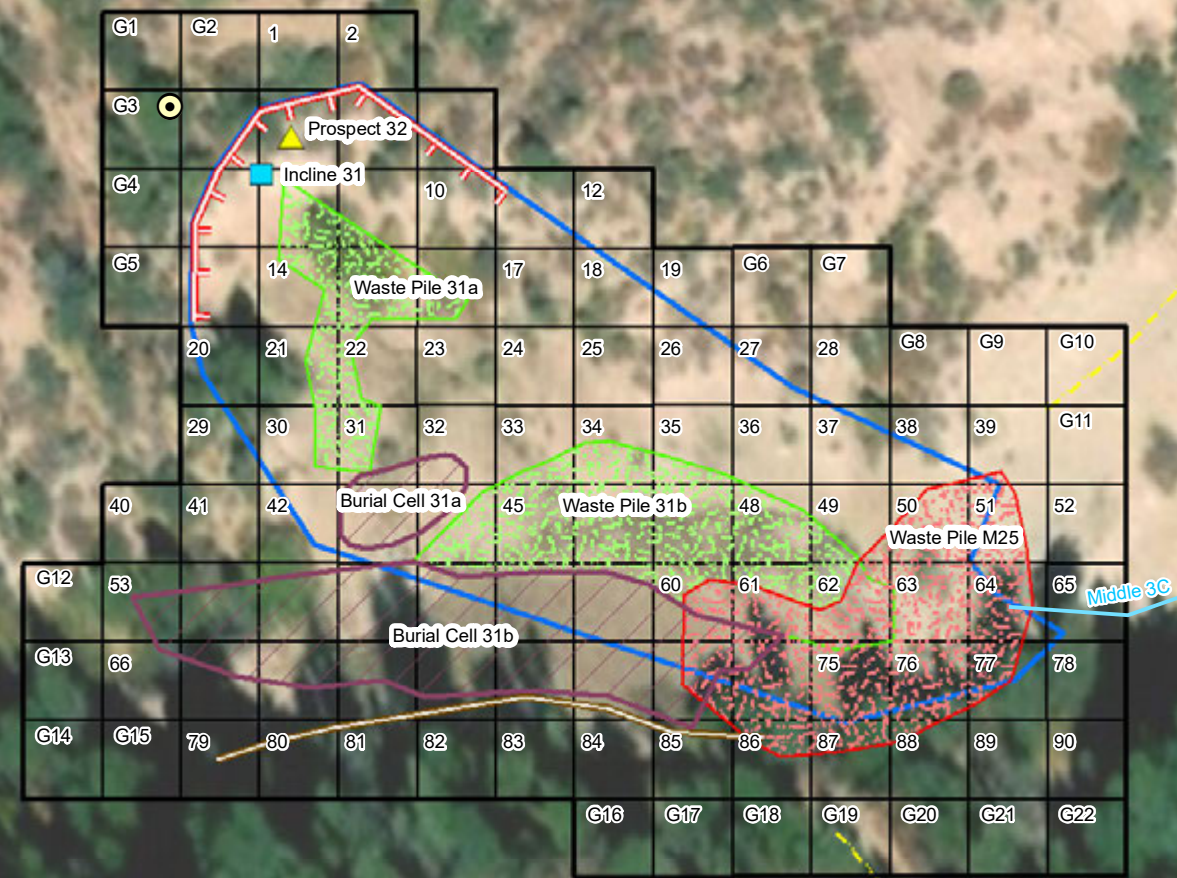 G1 G2 1 2
G3 Prospect 32
G4 Incline 31 10 12
G5 14 Waste Pile 31a 17 18 19 G6 G7
20 21 22 23 24 25 26 27 28 G8 G9 G10
29 30 31 32 33 34 35 36 37 38 39 G11
40 41 42 Burial Cell 31a 45 Waste Pile 31b 48 49 50 51 52
Waste Pile M25
G12 53 60 61 62 63 64 65 Middle 3C
Burial Cell 31b
G13 66 75 76 77 78
G14 G15 79 80 81 82 83 84 85 86 87 88 89 90
G16 G17 G18 G19 G20 G21 G22